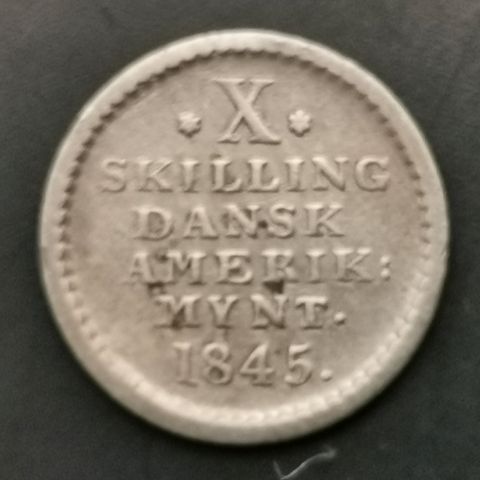 * X *
SKILLING
DANSK
AMERIK:
MYNT.
1845.